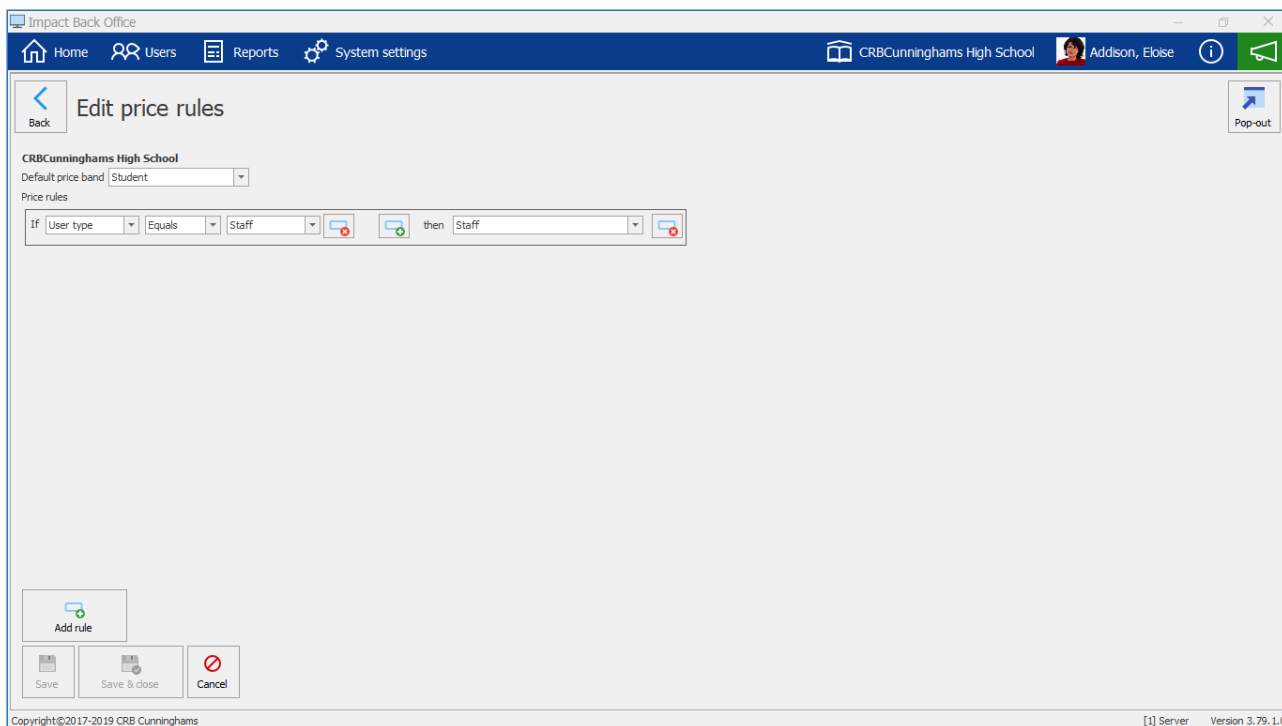 Impact Back Office
Home Users Reports System settings CRBCunninghams High School Addison, Eloise
Back Edit price rules Pop-out
CRBCunninghams High School
Default price band Student
Price rules
If User type Equals Staff then Staff
Add rule
Save Save & close Cancel
Copyright©2017-2019 CRB Cunninghams [1] Server Version 3.79.1.